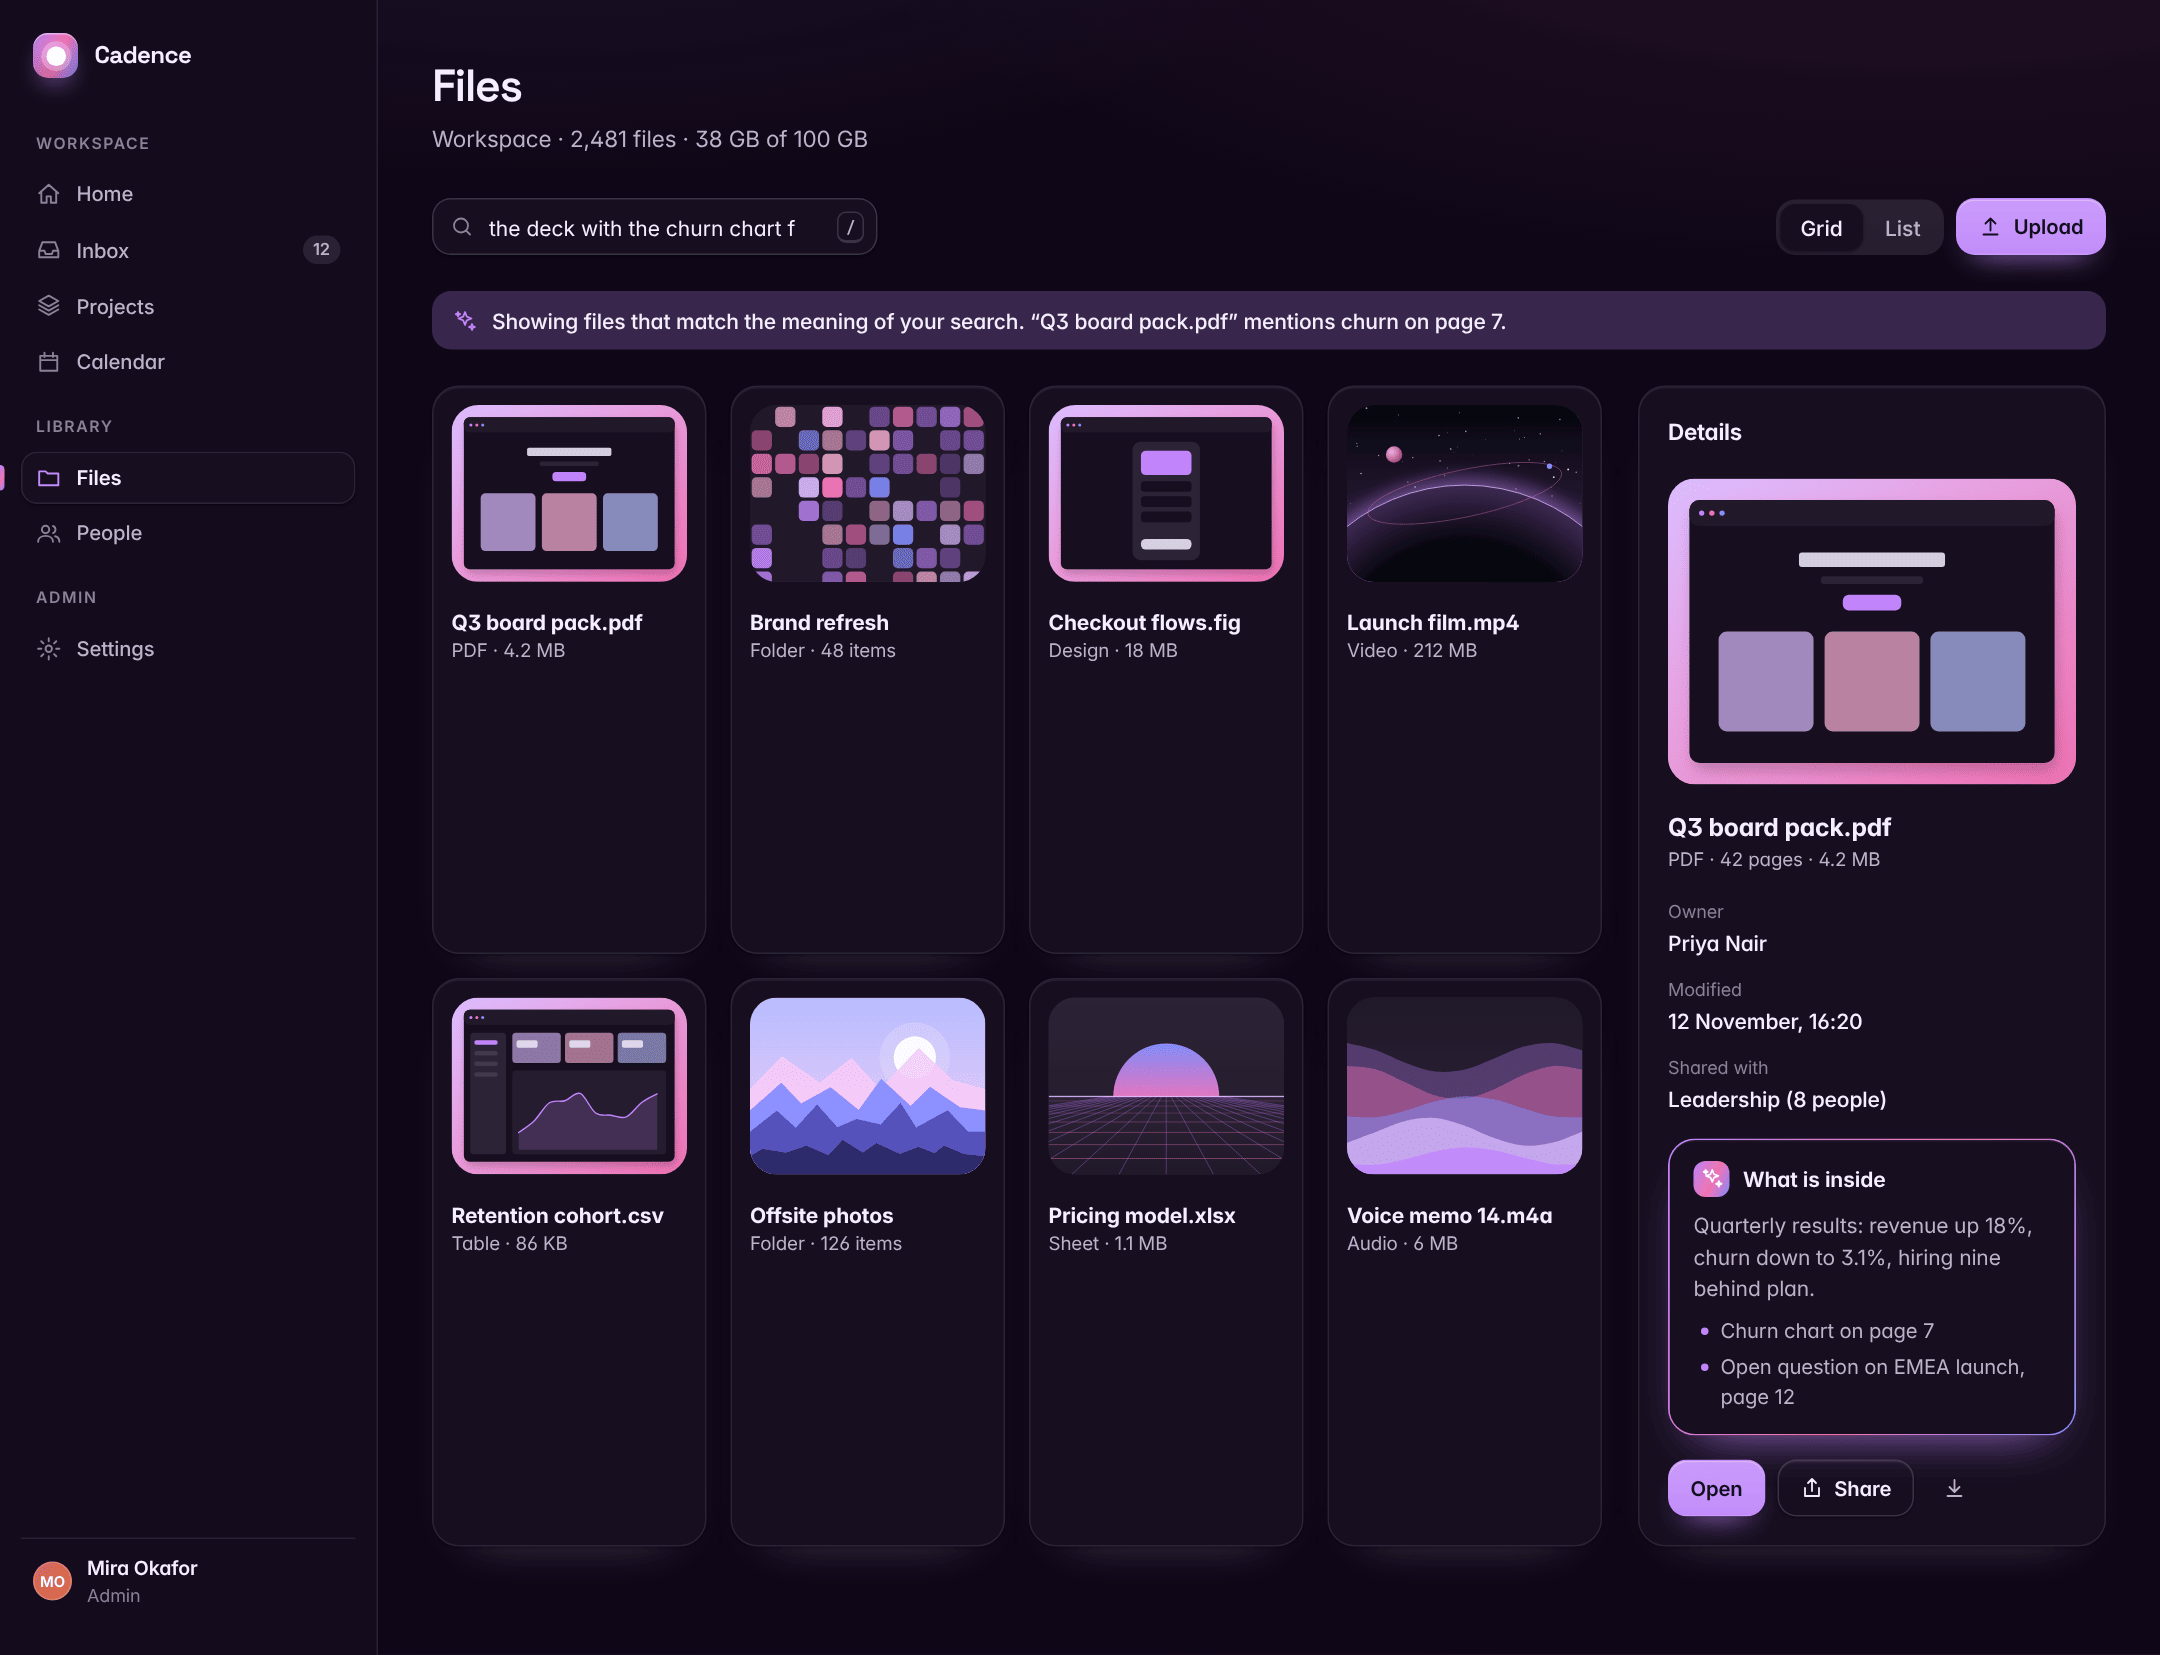 Cadence
WORKSPACE
Home
Inbox
12
Projects
Calendar
LIBRARY
Files
People
ADMIN
Settings
MO
Mira Okafor
Admin
Files
Workspace · 2,481 files · 38 GB of 100 GB
the deck with the churn chart f
/
Grid
List
Upload
Showing files that match the meaning of your search. “Q3 board pack.pdf” mentions churn on page 7.
Q3 board pack.pdf
PDF · 4.2 MB
Brand refresh
Folder · 48 items
Checkout flows.fig
Design · 18 MB
Launch film.mp4
Video · 212 MB
Retention cohort.csv
Table · 86 KB
Offsite photos
Folder · 126 items
Pricing model.xlsx
Sheet · 1.1 MB
Voice memo 14.m4a
Audio · 6 MB
Details
Q3 board pack.pdf
PDF · 42 pages · 4.2 MB
Owner
Priya Nair
Modified
12 November, 16:20
Shared with
Leadership (8 people)
What is inside
Quarterly results: revenue up 18%,
churn down to 3.1%, hiring nine
behind plan.
Churn chart on page 7
Open question on EMEA launch,
page 12
Open
Share